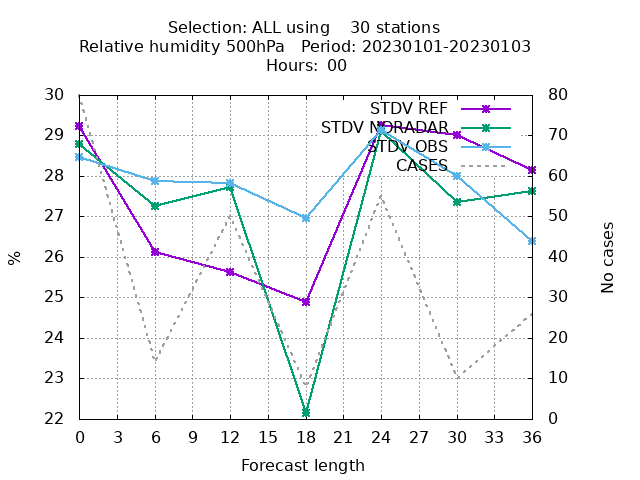 Selection: ALL using    30 stations
Relative humidity 500hPa   Period: 20230101-20230103
Hours: 00
30
29
28
27
26
25
24
23
22
%
80
70
60
50
40
30
20
10
0
No cases
STDV REF
STDV NORADAR
STDV OBS
CASES
0 3 6 9 12 15 18 21 24 27 30 33 36
Forecast length